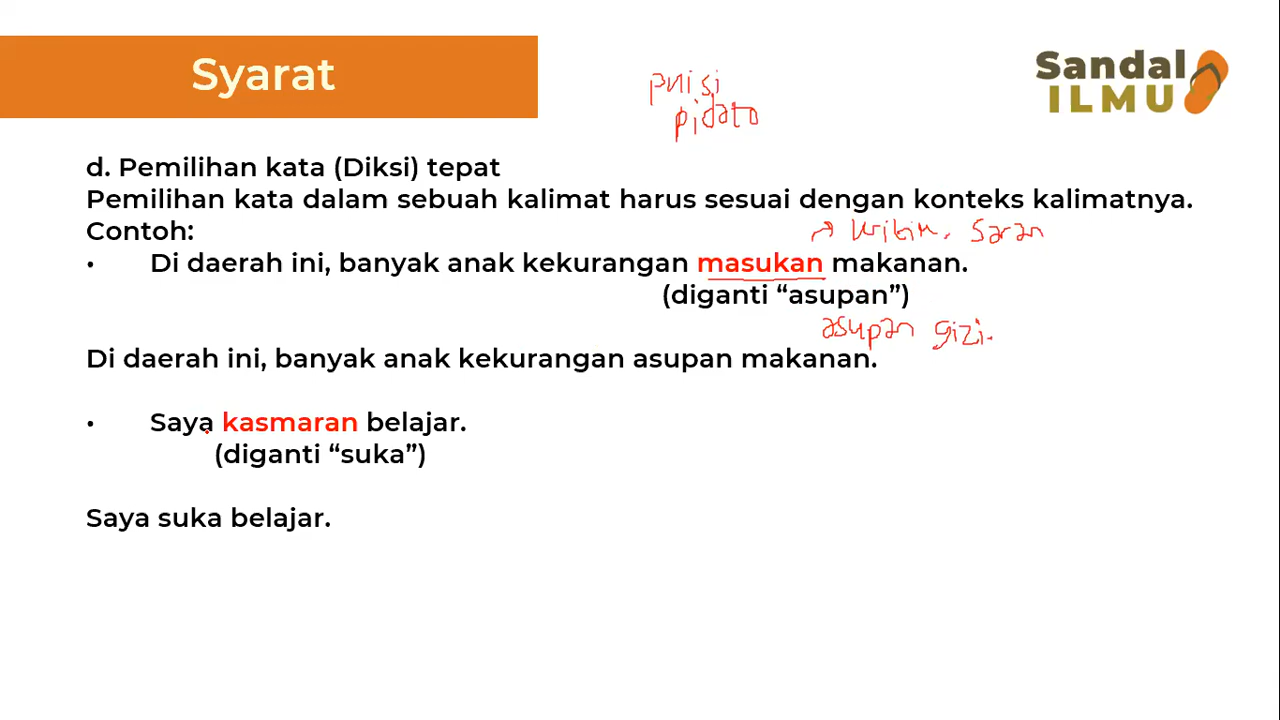 Syarat
Sandal
ILMU
puisi
pidato
d. Pemilihan kata (Diksi) tepat
Pemilihan kata dalam sebuah kalimat harus sesuai dengan konteks kalimatnya.
Contoh:
→ kritik, saran
• Di daerah ini, banyak anak kekurangan masukan makanan.
(diganti “asupan”)
asupan gizi.
Di daerah ini, banyak anak kekurangan asupan makanan.
• Saya kasmaran belajar.
(diganti “suka”)
Saya suka belajar.